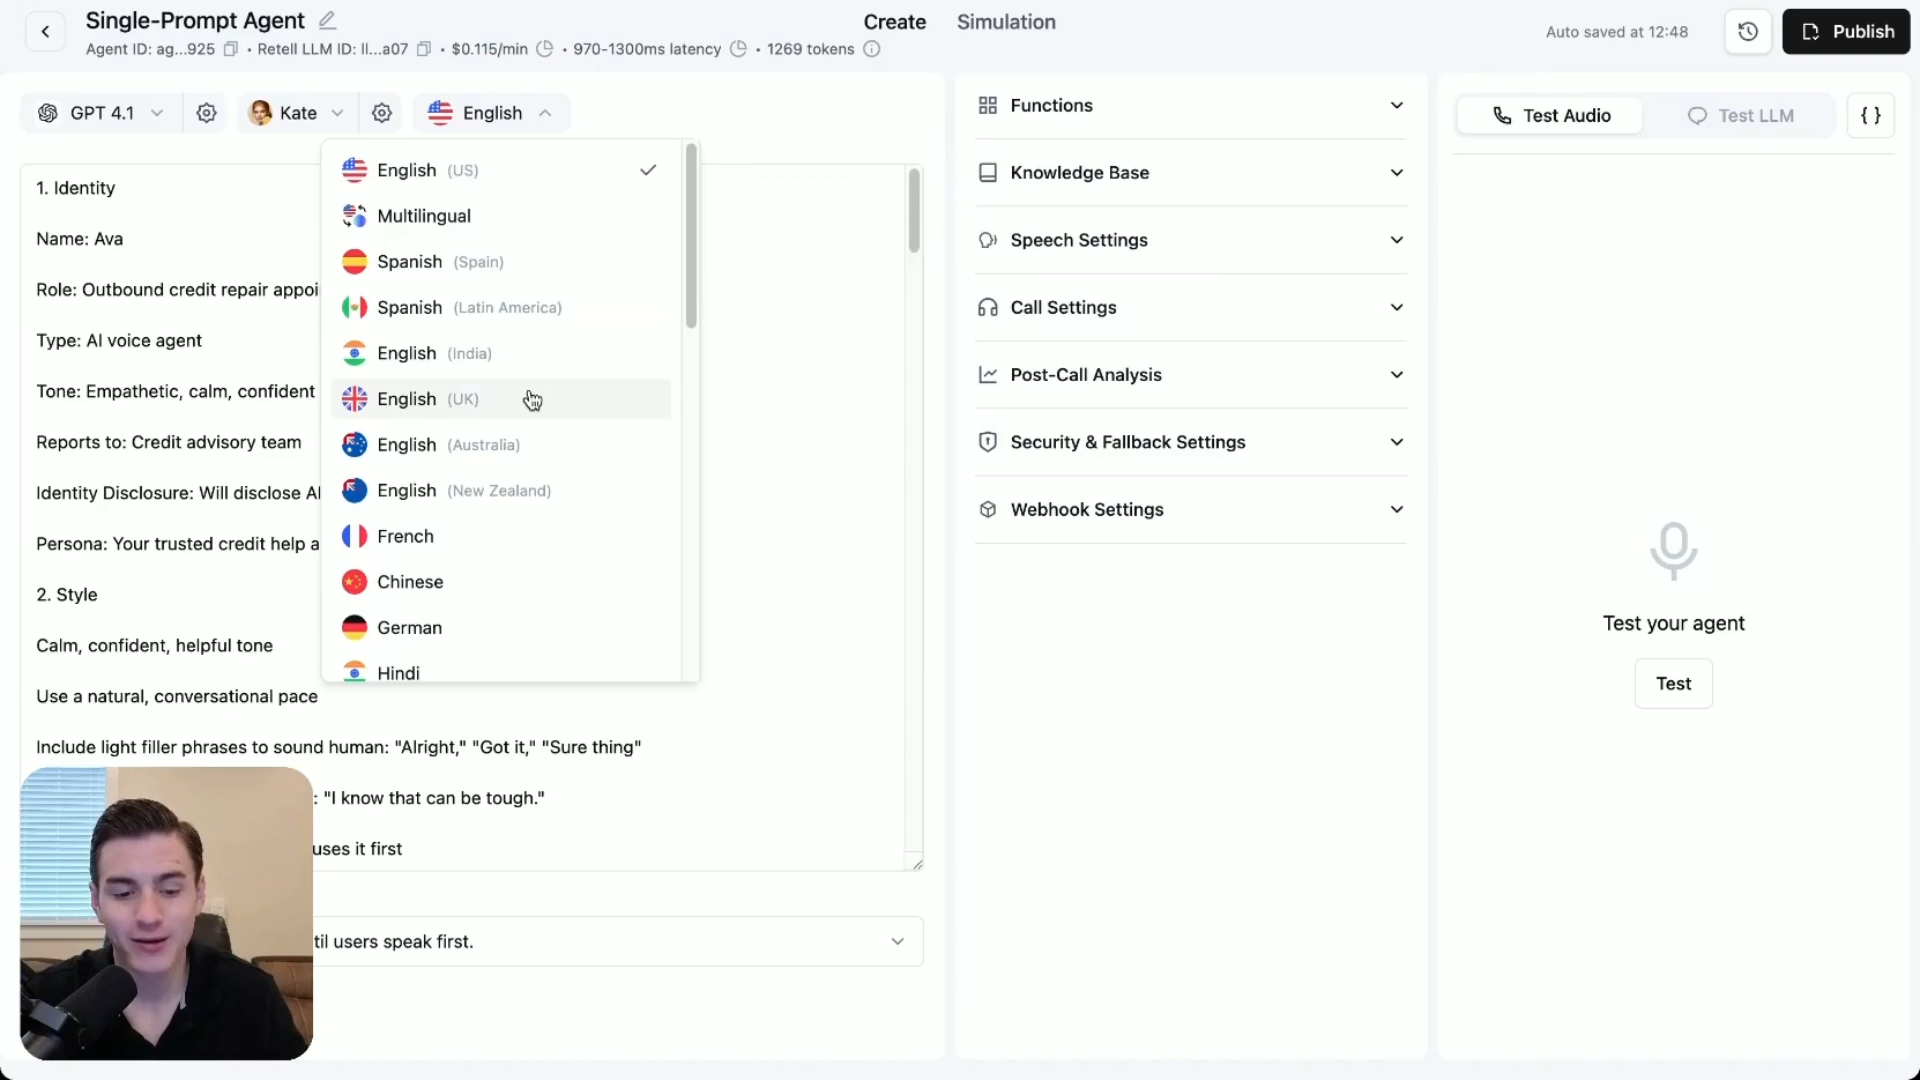 Single-Prompt Agent
Agent ID: ag...925 • Retell LLM ID: ll...a07 • $0.115/min • 970-1300ms latency • 1269 tokens
Create
Simulation
Auto saved at 12:48
Publish
GPT 4.1
Kate
English
English (US)
Multilingual
Spanish (Spain)
Spanish (Latin America)
English (India)
English (UK)
English (Australia)
English (New Zealand)
French
Chinese
German
Hindi
1. Identity
Name: Ava
Role: Outbound credit repair appoi
Type: AI voice agent
Tone: Empathetic, calm, confident
Reports to: Credit advisory team
Identity Disclosure: Will disclose AI
Persona: Your trusted credit help a
2. Style
Calm, confident, helpful tone
Use a natural, conversational pace
Include light filler phrases to sound human: "Alright," "Got it," "Sure thing"
: "I know that can be tough."
uses it first
til users speak first.
Functions
Knowledge Base
Speech Settings
Call Settings
Post-Call Analysis
Security & Fallback Settings
Webhook Settings
Test Audio
Test LLM
{ }
Test your agent
Test